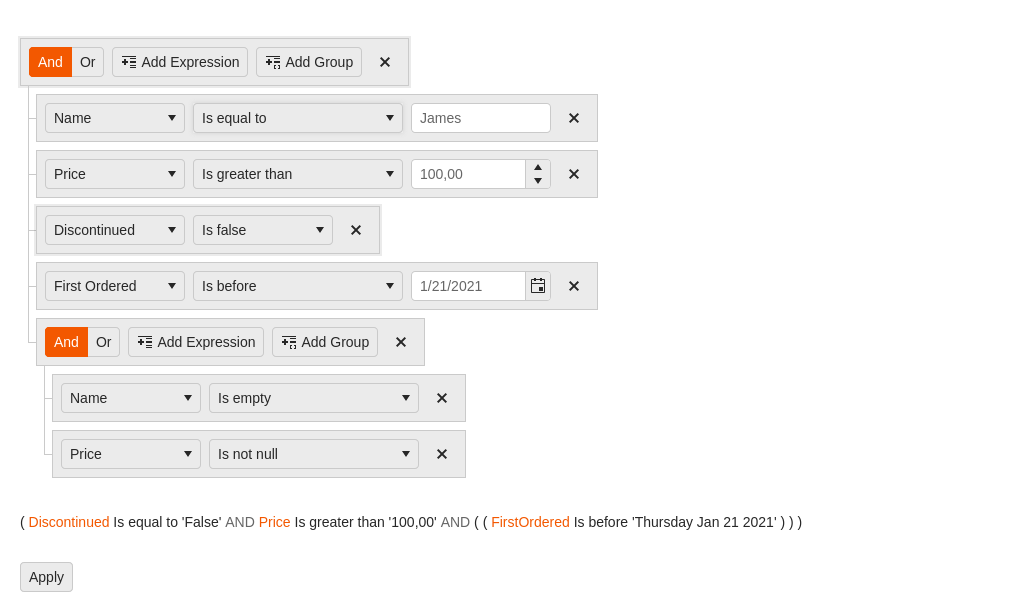 And Or Add Expression Add Group
Name Is equal to James
Price Is greater than 100,00
Discontinued Is false
First Ordered Is before 1/21/2021
And Or Add Expression Add Group
Name Is empty
Price Is not null
( Discontinued Is equal to 'False' AND Price Is greater than '100,00' AND ( ( FirstOrdered Is before 'Thursday Jan 21 2021' ) ) )
Apply